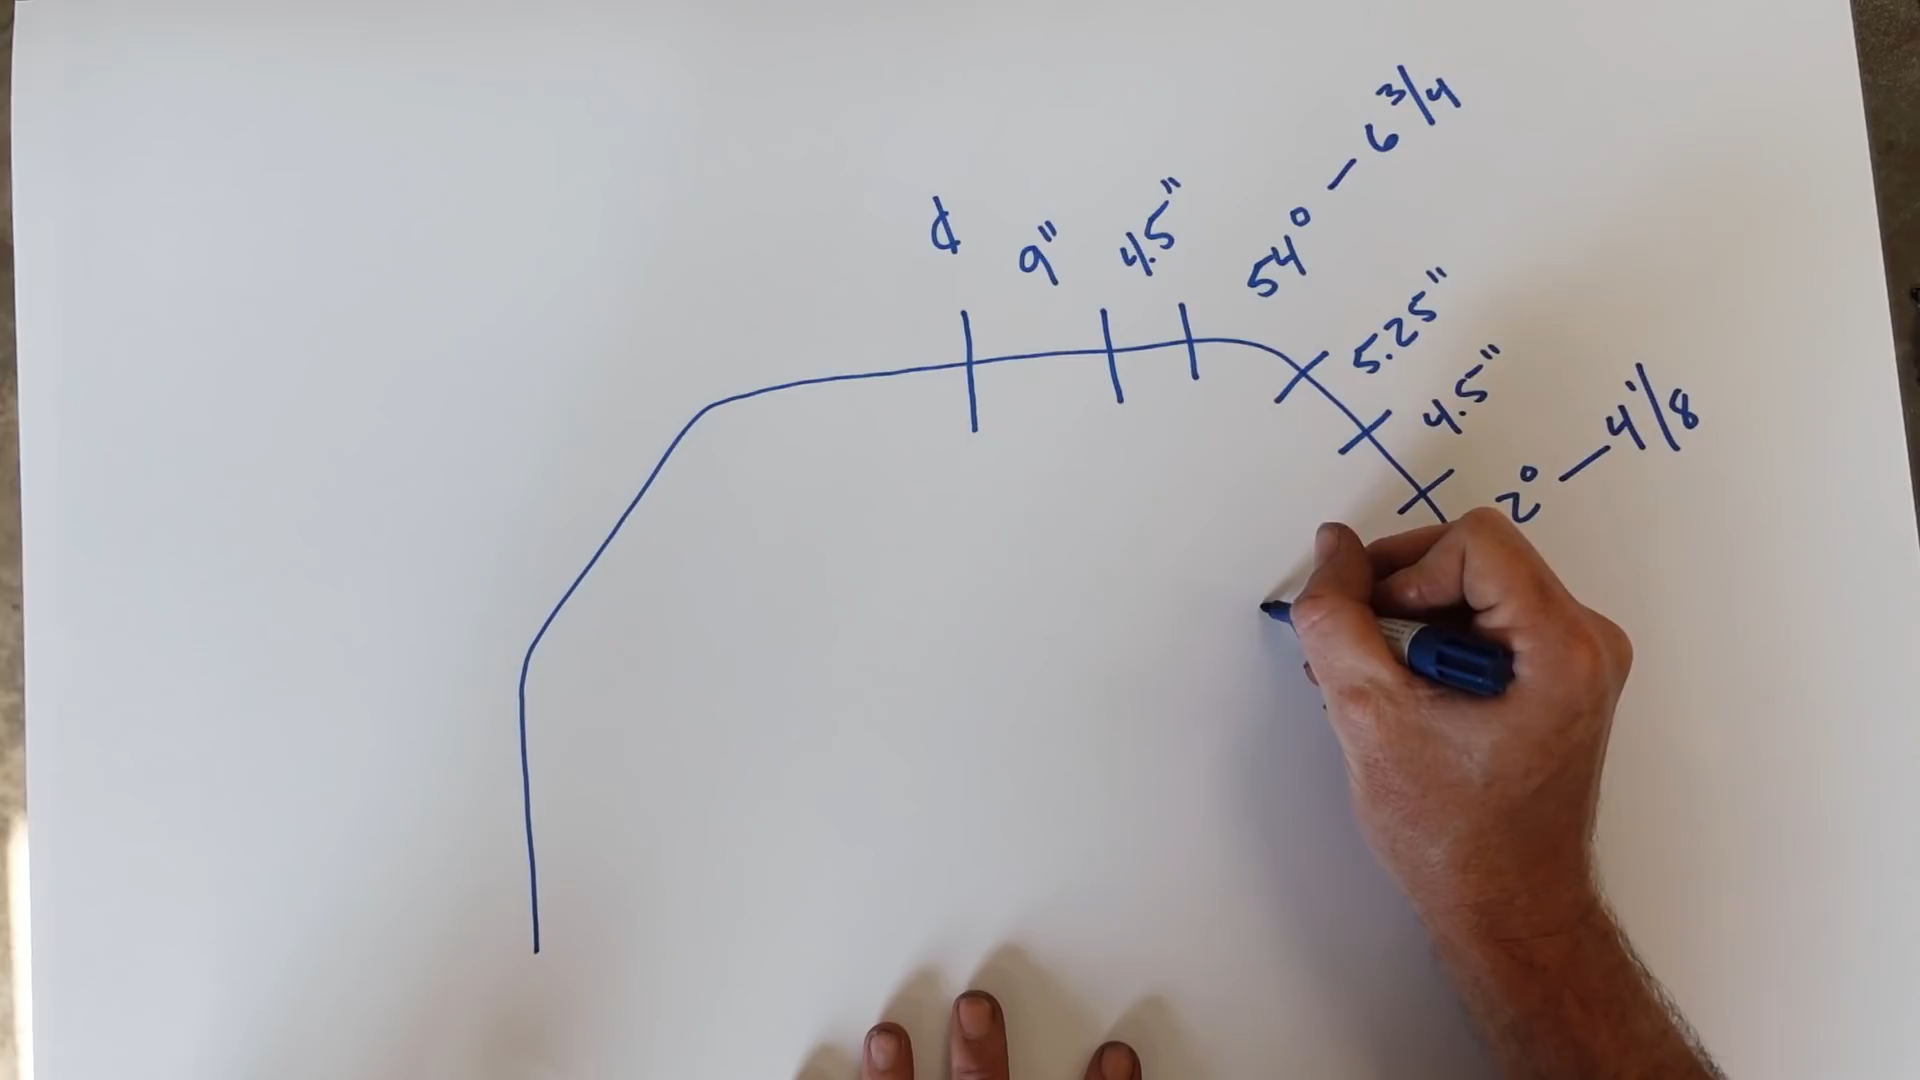 ¢
9"
4.5"
54° — 6 3/4
5.25"
4.5"
2° — 4 1/8